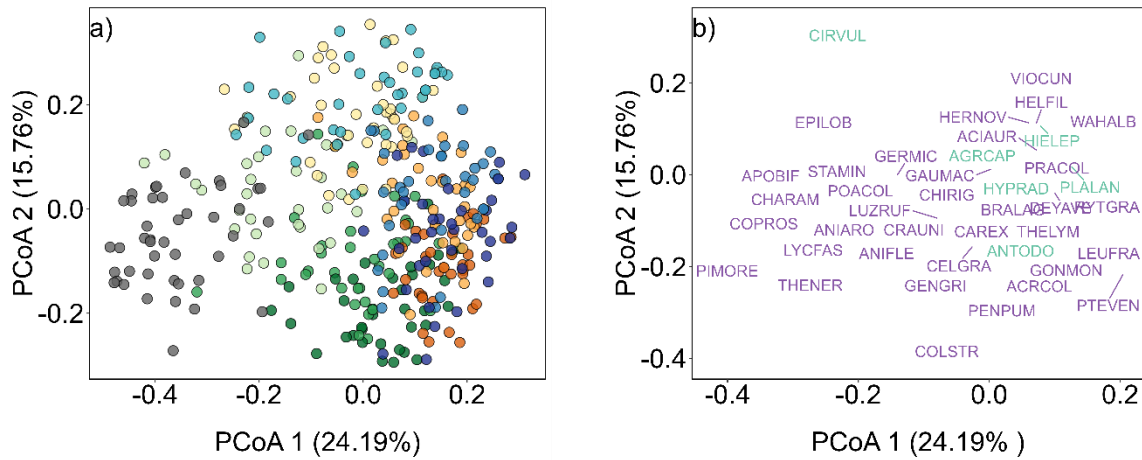 a)
0.2
0.0
-0.2
-0.4
-0.2
0.0
0.2
PCoA 2 (15.76%)
PCoA 1 (24.19%)
b)
0.2
0.0
-0.2
-0.4
-0.4
-0.2
0.0
0.2
PCoA 2 (15.76%)
PCoA 1 (24.19% )
CIRVUL
VIOCUN
HELFIL
EPILOB
HERNOV
WAHALB
ACIAUR
HIELEP
GERMIC
AGRCAP
STAMIN
PRACOL
APOBIF
GAUMAC
POACOL
CHIRIG
HYPRAD
PLALAN
CHARAM
LUZRUF
BRALAG
DEYAVE
RYTGRA
COPROS
ANIARO
CRAUNI
CAREX
THELYM
LYCFAS
ANIFLE
ANTODO
LEUFRA
PIMORE
CELGRA
GONMON
THENER
GENGRI
ACRCOL
PENPUM
PTEVEN
COLSTR